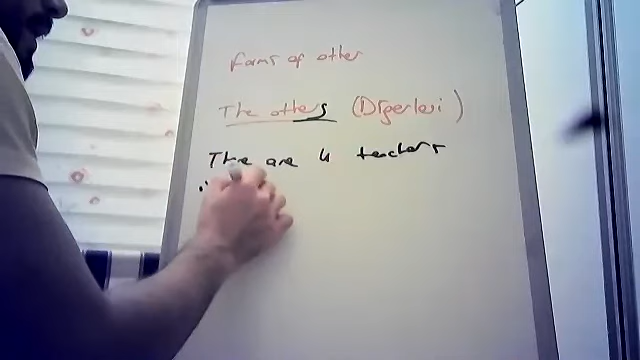 forms of other
The others (Diğerleri)
The are 4 teachers